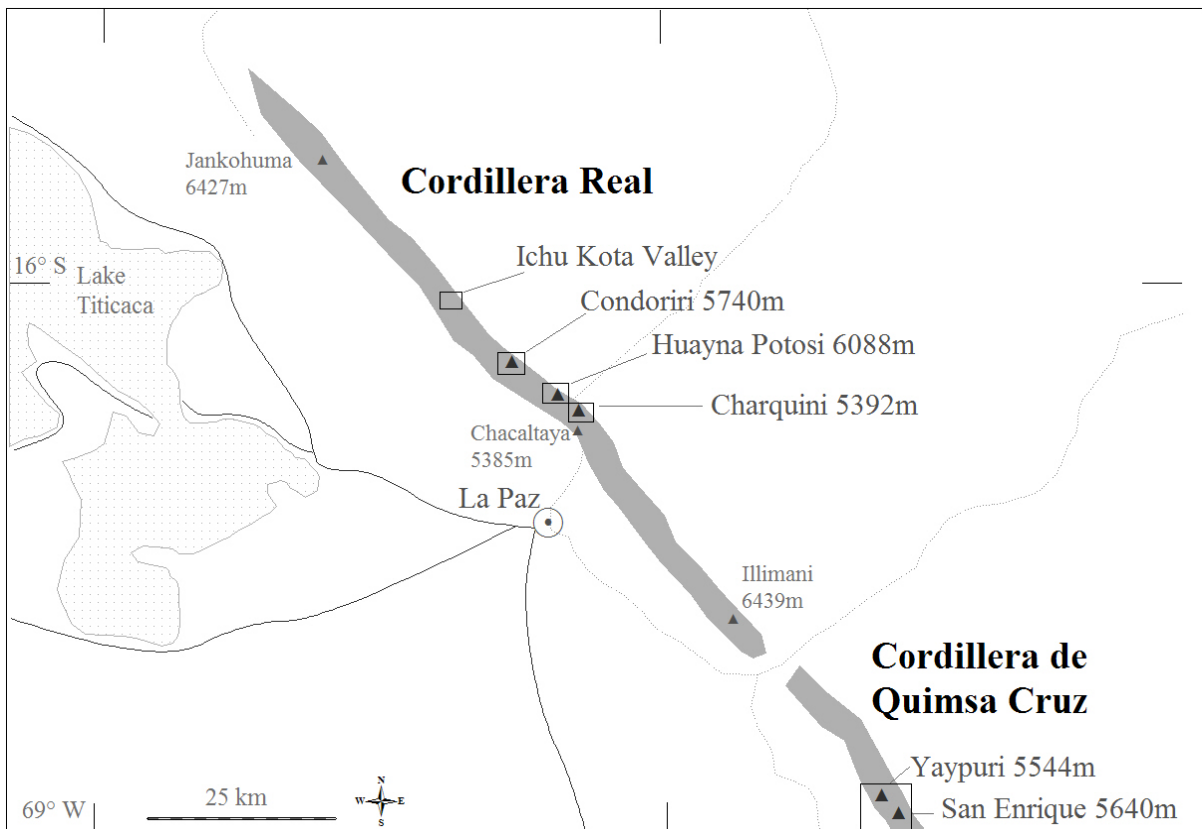 Jankohuma
6427m
Cordillera Real
Ichu Kota Valley
16° S
Lake
Titicaca
Condoriri 5740m
Huayna Potosi 6088m
Charquini 5392m
Chacaltaya
5385m
La Paz
Illimani
6439m
Cordillera de
Quimsa Cruz
Yaypuri 5544m
San Enrique 5640m
69° W
25 km
N
W E
S